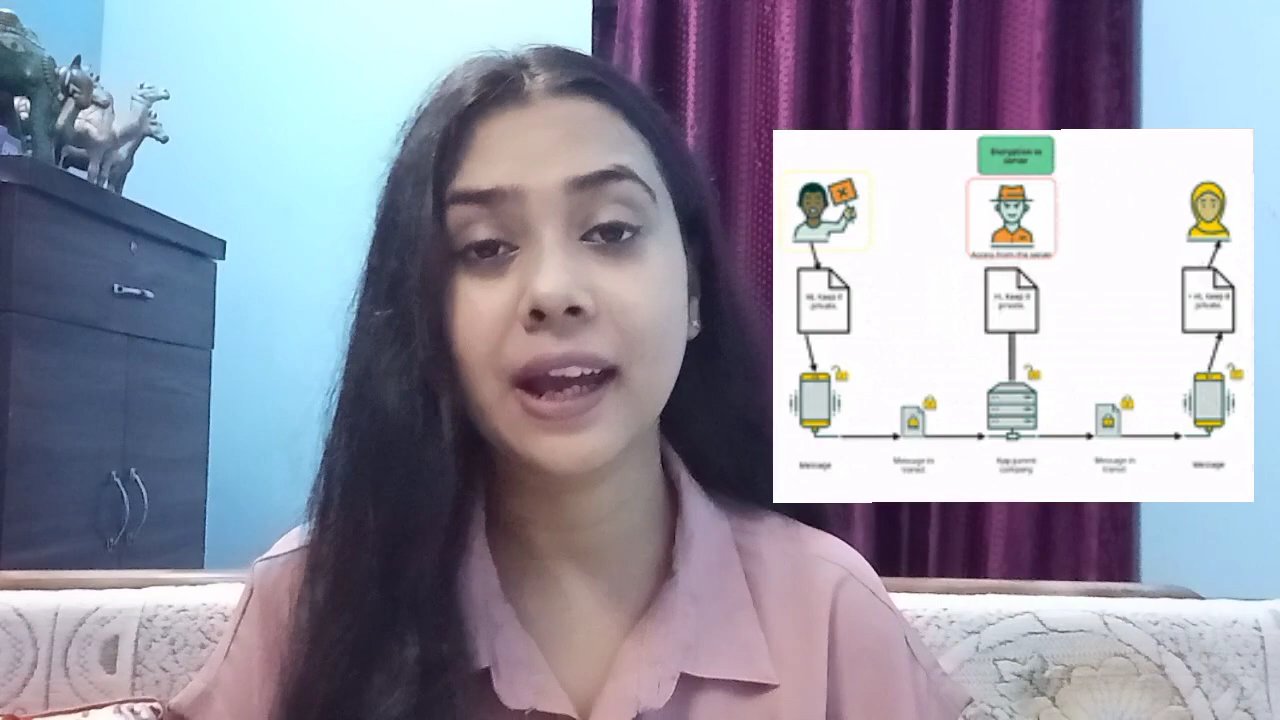 Encryption to
server
Access from the server
Hi, Keep it
private.
Hi, Keep it
private.
Hi, Keep it
private.
Message
Message in
transit
App parent
company
Message in
transit
Message